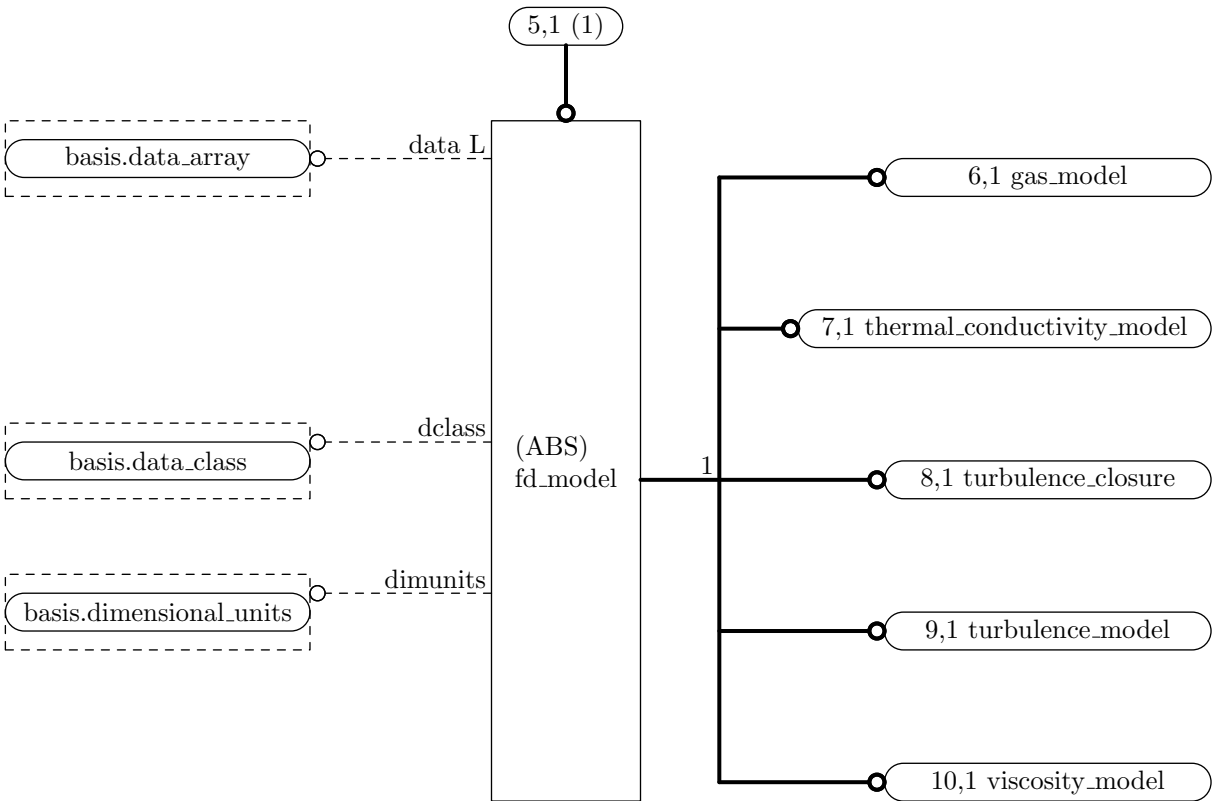 5,1 (1)
data L
basis.data_array
6,1 gas_model
7,1 thermal_conductivity_model
dclass
basis.data_class
(ABS)
fd_model
1
8,1 turbulence_closure
dimunits
basis.dimensional_units
9,1 turbulence_model
10,1 viscosity_model